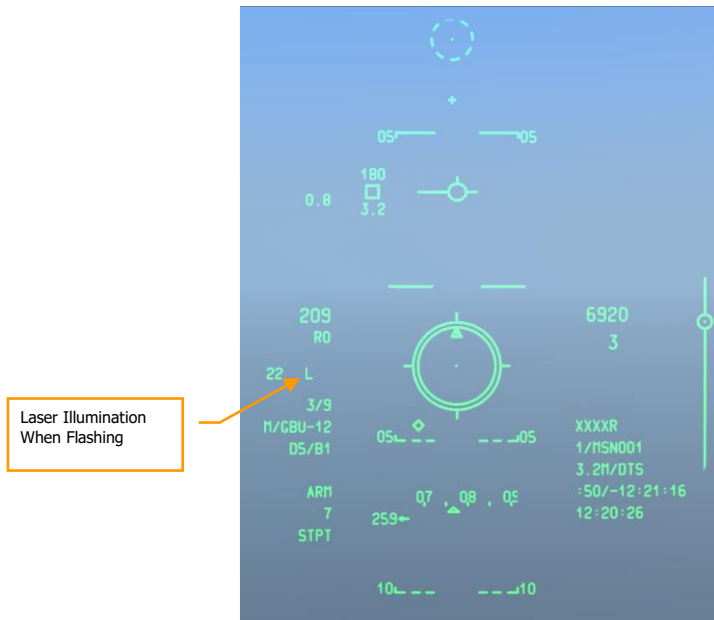 05 05
180
0.8
3.2
209
6920
RO
3
22 L
Laser Illumination
When Flashing
3/9
M/GBU-12
XXXXR
05 05
D5/B1
1/MSN001
3.2M/DTS
ARM
07 08 09
:50/-12:21:16
7
259
12:20:26
STPT
10 10